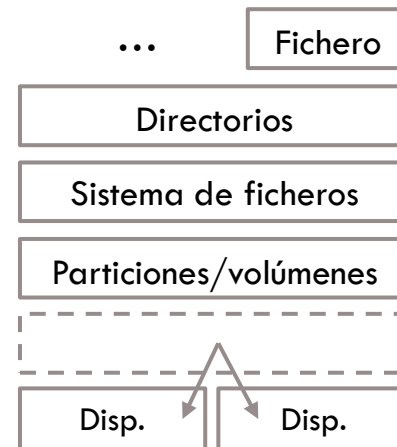 ... Fichero
Directorios
Sistema de ficheros
Particiones/volúmenes
Disp. Disp.